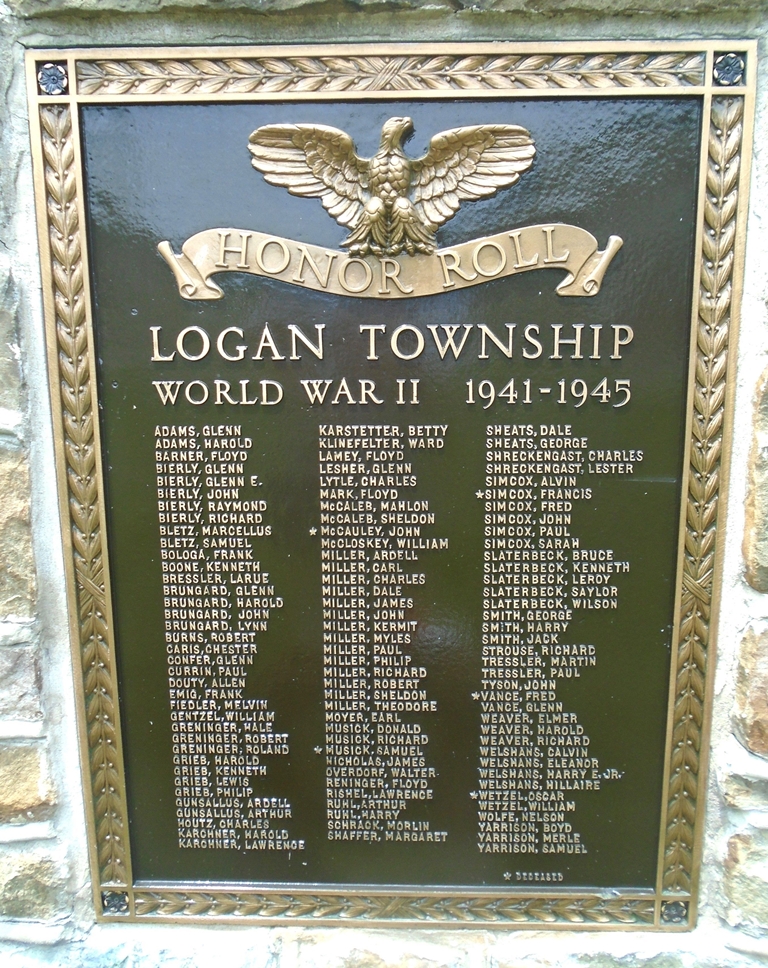 HONOR ROLL
LOGAN TOWNSHIP
WORLD WAR II 1941-1945
ADAMS, GLENN
ADAMS, HAROLD
BARNER, FLOYD
BIERLY, GLENN
BIERLY, GLENN E.
BIERLY, JOHN
BIERLY, RAYMOND
BIERLY, RICHARD
BLETZ, MARCELLUS
BLETZ, SAMUEL
BOLOGA, FRANK
BOONE, KENNETH
BRESSLER, LARUE
BRUNGARD, GLENN
BRUNGARD, HAROLD
BRUNGARD, JOHN
BRUNGARD, LYNN
BURNS, ROBERT
CARIS, CHESTER
CONFER, GLENN
CURRIN, PAUL
DOUTY, ALLEN
EMIG, FRANK
FIEDLER, MELVIN
GENTZEL, WILLIAM
GRENINGER, HALE
GRENINGER, ROBERT
GRENINGER, ROLAND
GRIEB, HAROLD
GRIEB, KENNETH
GRIEB, LEWIS
GRIEB, PHILIP
GUNSALLUS, ARDELL
GUNSALLUS, ARTHUR
HOUTZ, CHARLES
KARCHNER, HAROLD
KARCHNER, LAWRENCE
KARSTETTER, BETTY
KLINEFELTER, WARD
LAMEY, FLOYD
LESHER, GLENN
LYTLE, CHARLES
MARK, FLOYD
McCALEB, MAHLON
McCALEB, SHELDON
*McCAULEY, JOHN
McCLOSKEY, WILLIAM
MILLER, ARDELL
MILLER, CARL
MILLER, CHARLES
MILLER, DALE
MILLER, JAMES
MILLER, JOHN
MILLER, KERMIT
MILLER, MYLES
MILLER, PAUL
MILLER, PHILIP
MILLER, RICHARD
MILLER, ROBERT
MILLER, SHELDON
MILLER, THEODORE
MOYER, EARL
MUSICK, DONALD
MUSICK, RICHARD
*MUSICK, SAMUEL
NICHOLAS, JAMES
OVERDORF, WALTER
RENINGER, FLOYD
RISHEL, LAWRENCE
RUHL, ARTHUR
RUHL, HARRY
SCHRACK, MORLIN
SHAFFER, MARGARET
SHEATS, DALE
SHEATS, GEORGE
SHRECKENGAST, CHARLES
SHRECKENGAST, LESTER
SIMCOX, ALVIN
*SIMCOX, FRANCIS
SIMCOX, FRED
SIMCOX, JOHN
SIMCOX, PAUL
SIMCOX, SARAH
SLATERBECK, BRUCE
SLATERBECK, KENNETH
SLATERBECK, LEROY
SLATERBECK, SAYLOR
SLATERBECK, WILSON
SMITH, GEORGE
SMITH, HARRY
SMITH, JACK
STROUSE, RICHARD
TRESSLER, MARTIN
TRESSLER, PAUL
TYSON, JOHN
*VANCE, FRED
VANCE, GLENN
WEAVER, ELMER
WEAVER, HAROLD
WEAVER, RICHARD
WELSHANS, CALVIN
WELSHANS, ELEANOR
WELSHANS, HARRY E. JR.
WELSHANS, HILLAIRE
*WETZEL, OSCAR
WETZEL, WILLIAM
WOLFE, NELSON
YARRISON, BOYD
YARRISON, MERLE
YARRISON, SAMUEL
* DECEASED